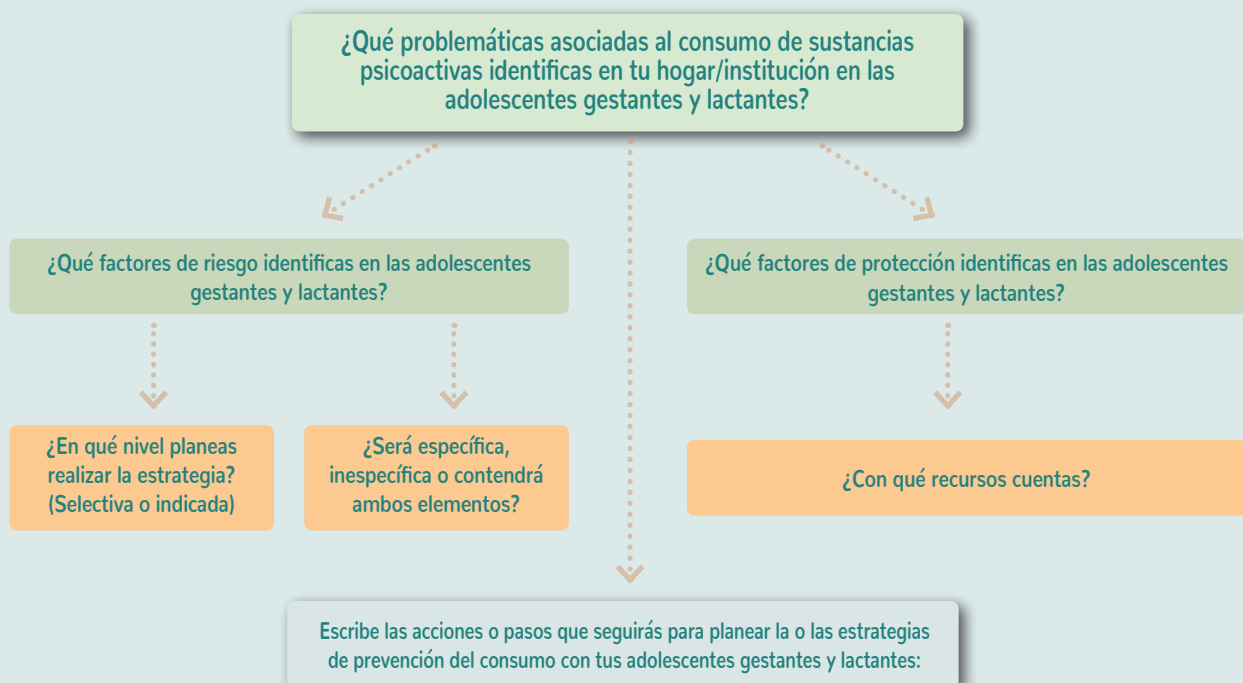 ¿Qué problemáticas asociadas al consumo de sustancias
psicoactivas identificas en tu hogar/institución en las
adolescentes gestantes y lactantes?
¿Qué factores de riesgo identificas en las adolescentes
gestantes y lactantes?
¿Qué factores de protección identificas en las adolescentes
gestantes y lactantes?
¿En qué nivel planeas
realizar la estrategia?
(Selectiva o indicada)
¿Será específica,
inespecífica o contendrá
ambos elementos?
¿Con qué recursos cuentas?
Escribe las acciones o pasos que seguirás para planear la o las estrategias
de prevención del consumo con tus adolescentes gestantes y lactantes: